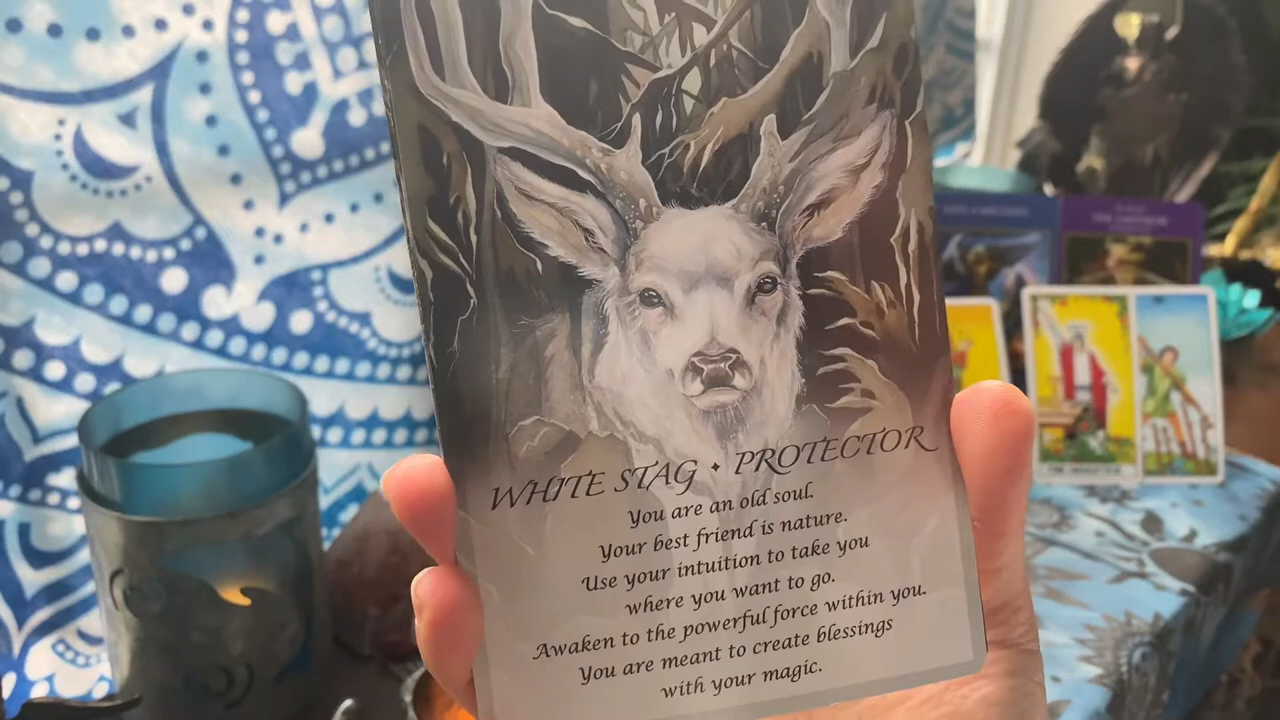 WHITE STAG • PROTECTOR
You are an old soul.
Your best friend is nature.
Use your intuition to take you
where you want to go.
Awaken to the powerful force within you.
You are meant to create blessings
with your magic.